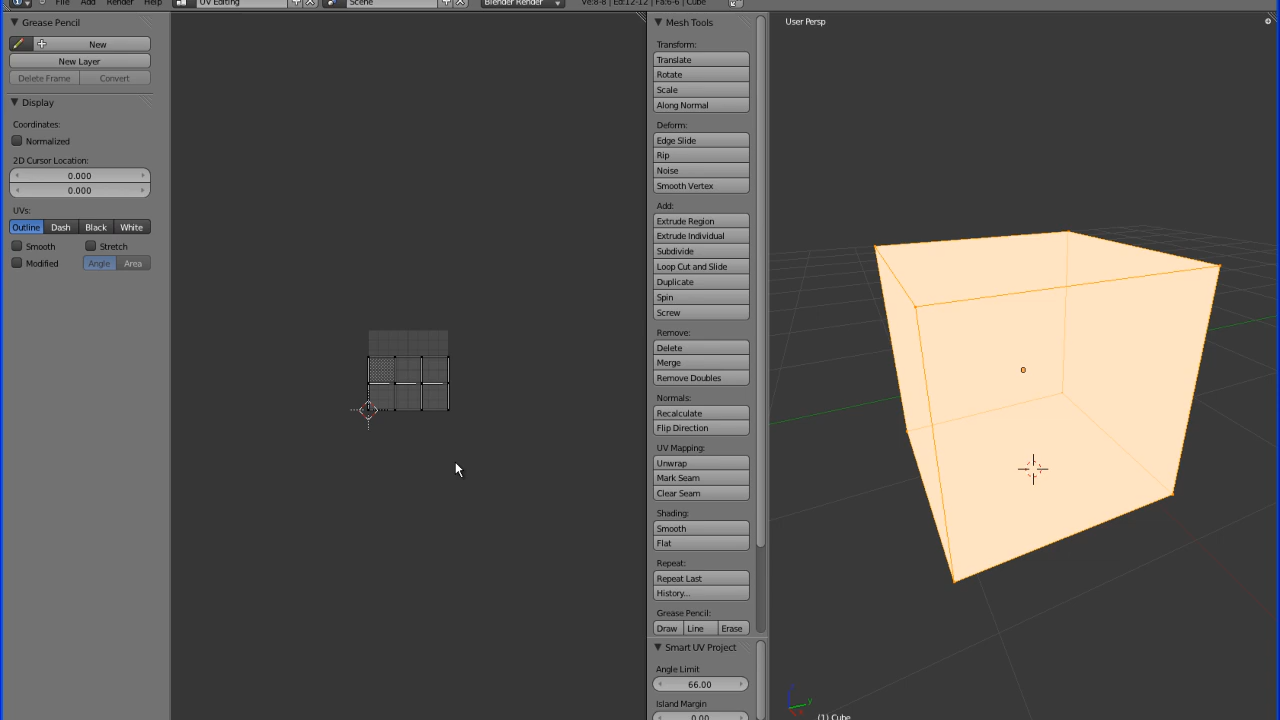 File Add Render Help UV Editing Scene Blender Render Ve:8-8 | Ed:12-12 | Fa:6-6 | Cube
Grease Pencil
New
New Layer
Delete Frame Convert
Display
Coordinates:
Normalized
2D Cursor Location:
0.000
0.000
UVs:
Outline Dash Black White
Smooth Stretch
Modified Angle Area
Mesh Tools
Transform:
Translate
Rotate
Scale
Along Normal
Deform:
Edge Slide
Rip
Noise
Smooth Vertex
Add:
Extrude Region
Extrude Individual
Subdivide
Loop Cut and Slide
Duplicate
Spin
Screw
Remove:
Delete
Merge
Remove Doubles
Normals:
Recalculate
Flip Direction
UV Mapping:
Unwrap
Mark Seam
Clear Seam
Shading:
Smooth
Flat
Repeat:
Repeat Last
History...
Grease Pencil:
Draw Line Erase
Smart UV Project
Angle Limit
66.00
Island Margin
0.00
User Persp
(1) Cube